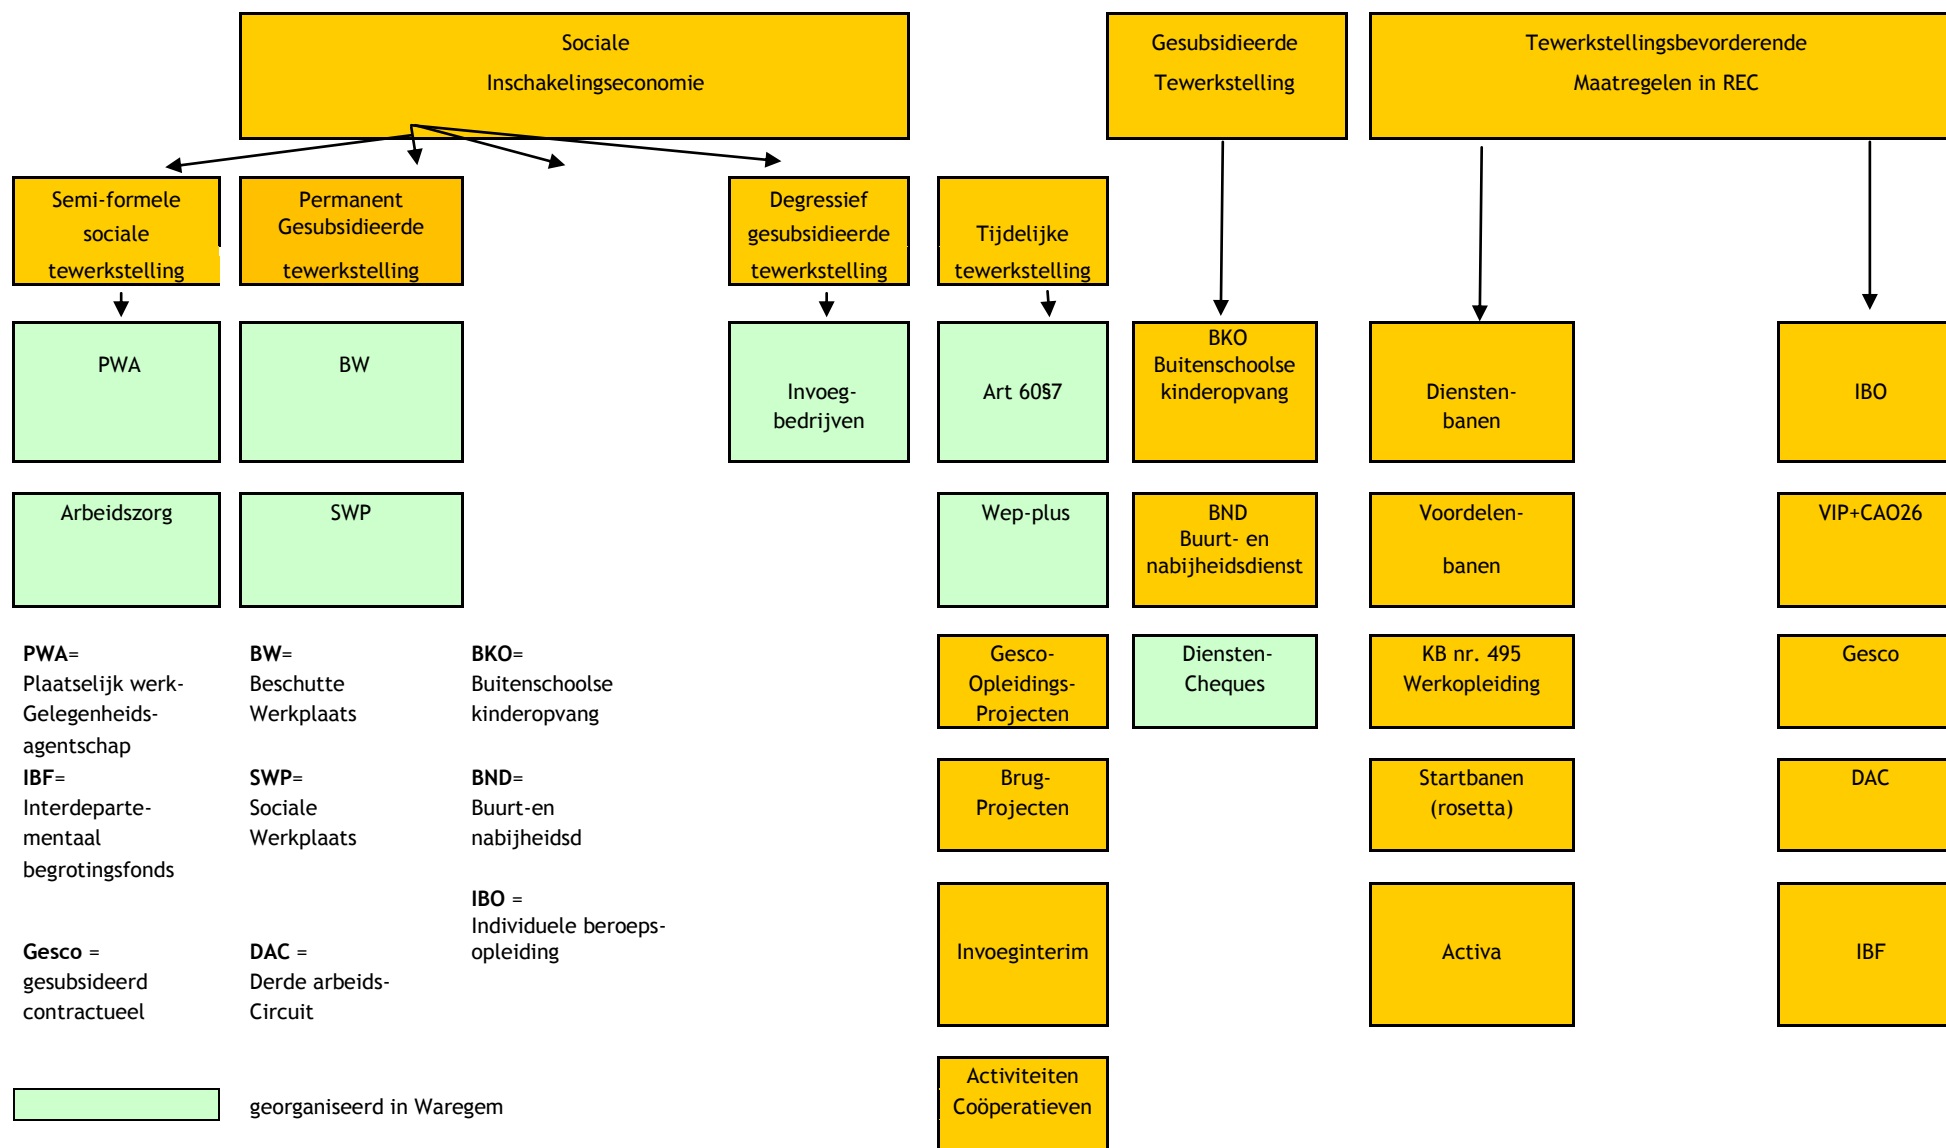 Sociale
Inschakelingseconomie
Gesubsidieerde
Tewerkstelling
Tewerkstellingsbevorderende
Maatregelen in REC
Semi-formele
sociale
tewerkstelling
Permanent
Gesubsidieerde
tewerkstelling
Degressief
gesubsidieerde
tewerkstelling
Tijdelijke
tewerkstelling
PWA
BW
Invoeg-
bedrijven
Art 60§7
BKO
Buitenschoolse
kinderopvang
Diensten-
banen
IBO
Arbeidszorg
SWP
Wep-plus
BND
Buurt- en
nabijheidsdienst
Voordelen-
banen
VIP+CAO26
PWA=
Plaatselijk werk-
Gelegenheids-
agentschap
BW=
Beschutte
Werkplaats
BKO=
Buitenschoolse
kinderopvang
Gesco-
Opleidings-
Projecten
Diensten-
Cheques
KB nr. 495
Werkopleiding
Gesco
IBF=
Interdeparte-
mentaal
begrotingsfonds
SWP=
Sociale
Werkplaats
BND=
Buurt-en
nabijheidsd
Brug-
Projecten
Startbanen
(rosetta)
DAC
IBO =
Individuele beroeps-
opleiding
Gesco =
gesubsideerd
contractueel
DAC =
Derde arbeids-
Circuit
Invoeginterim
Activa
IBF
Activiteiten
Coöperatieven
georganiseerd in Waregem